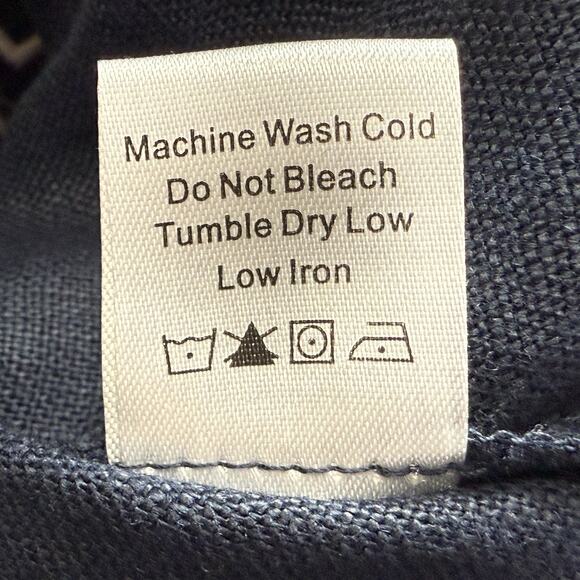 Machine Wash Cold
Do Not Bleach
Tumble Dry Low
Low Iron